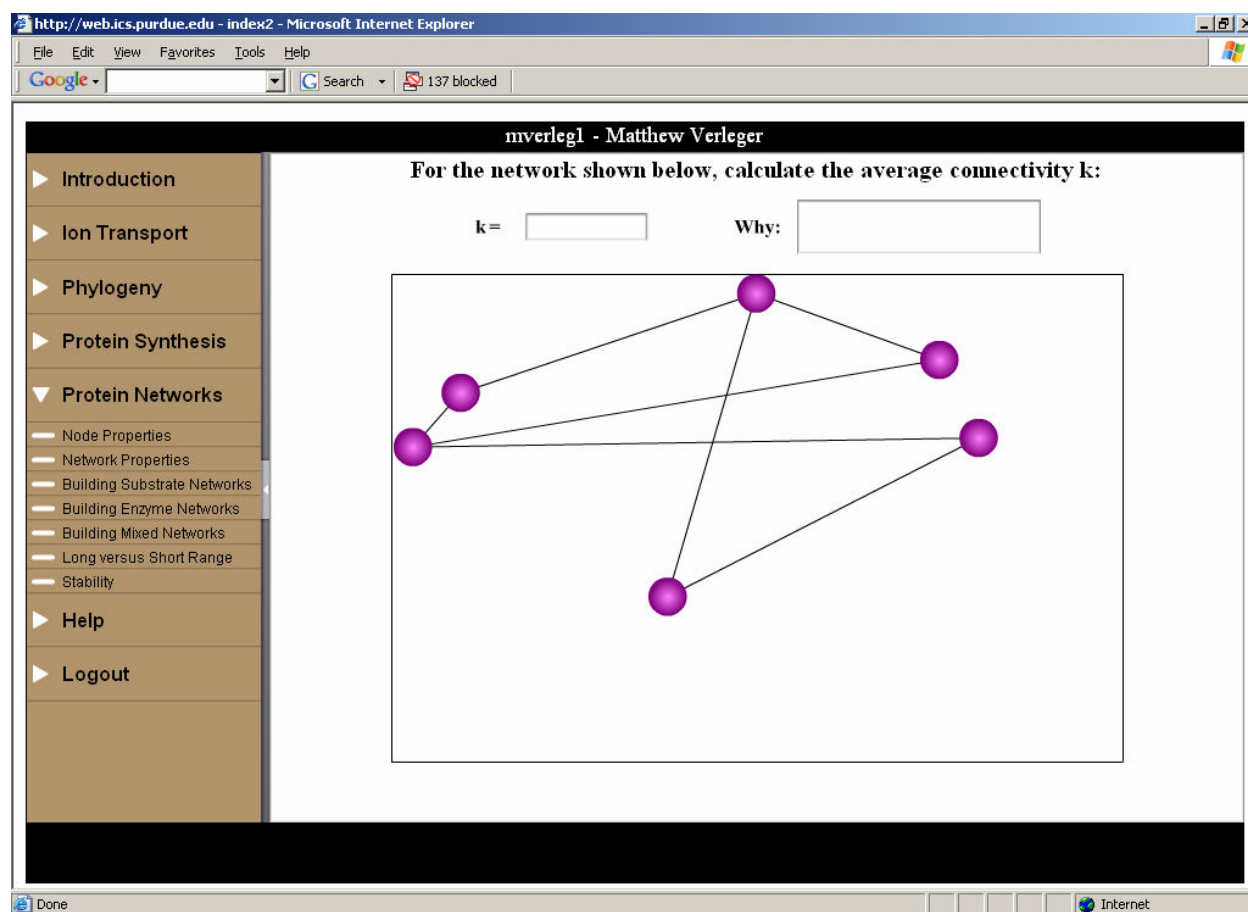 http://web.ics.purdue.edu - index2 - Microsoft Internet Explorer
File Edit View Favorites Tools Help
Google Search 137 blocked
mverleg1 - Matthew Verleger
Introduction
Ion Transport
Phylogeny
Protein Synthesis
Protein Networks
Node Properties
Network Properties
Building Substrate Networks
Building Enzyme Networks
Building Mixed Networks
Long versus Short Range
Stability
Help
Logout
For the network shown below, calculate the average connectivity k:
k = Why:
Done Internet